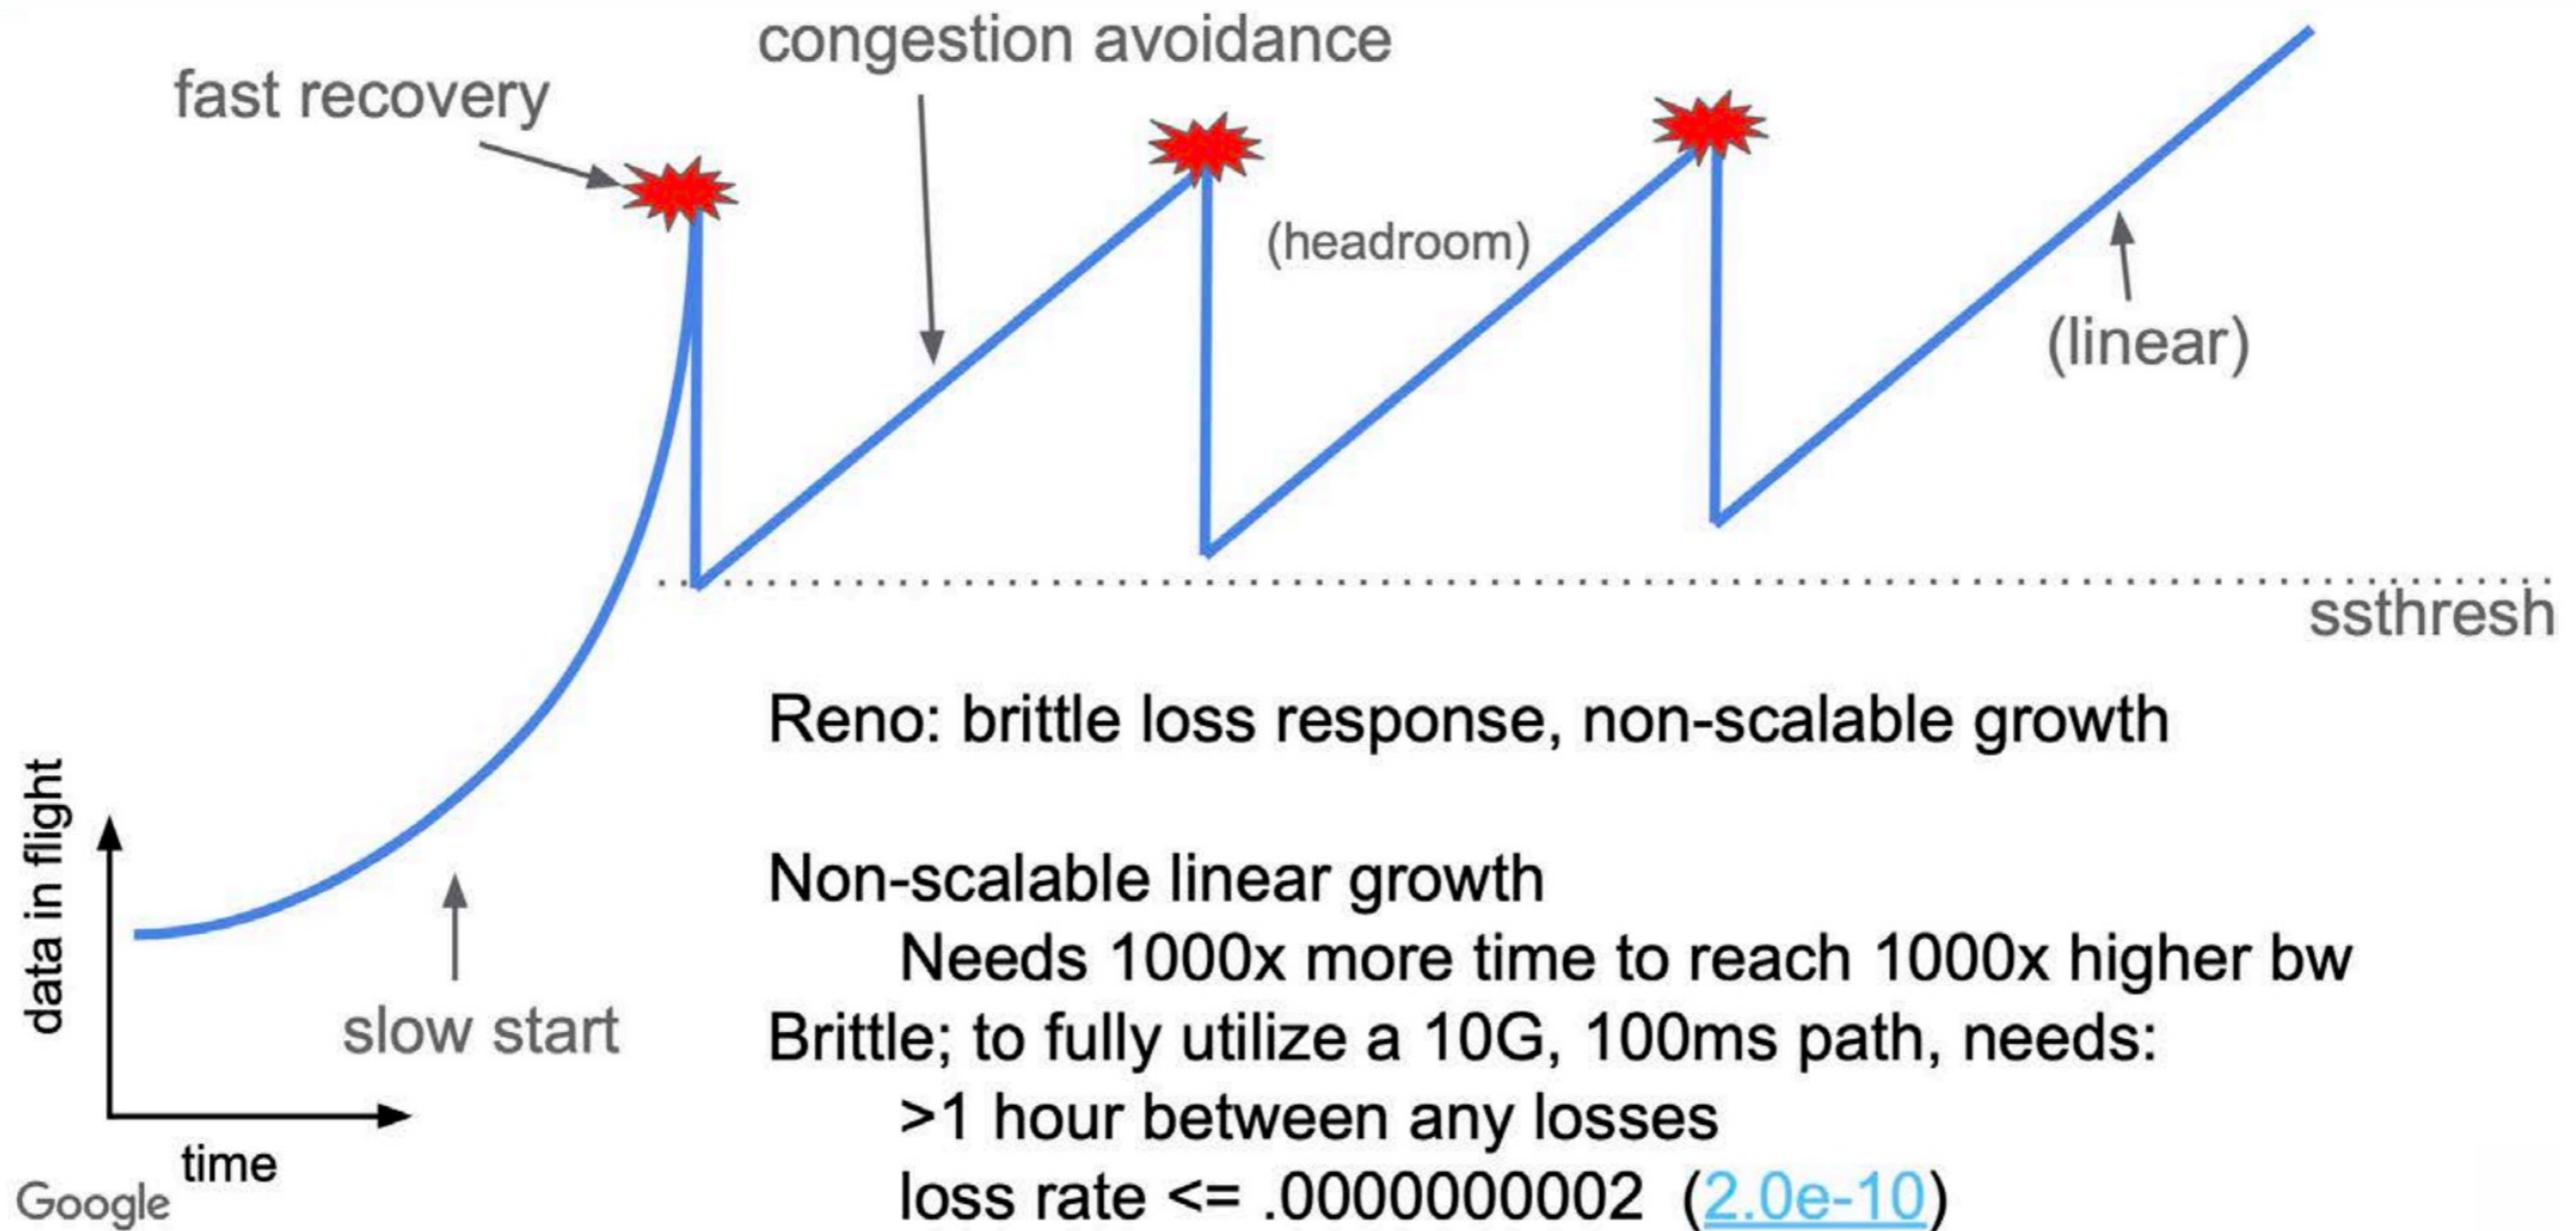 congestion avoidance
fast recovery
(headroom)
(linear)
ssthresh
Reno: brittle loss response, non-scalable growth
data in flight
Non-scalable linear growth
Needs 1000x more time to reach 1000x higher bw
slow start
Brittle; to fully utilize a 10G, 100ms path, needs:
>1 hour between any losses
time
loss rate <= .0000000002 (2.0e-10)
Google